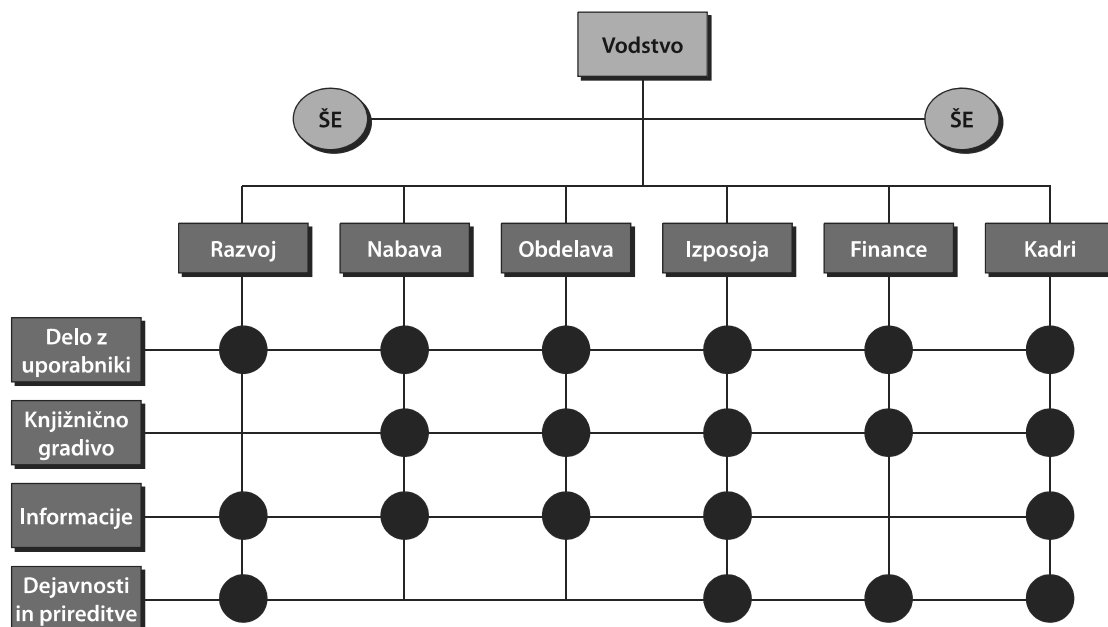 Vodstvo
ŠE
ŠE
Razvoj
Nabava
Obdelava
Izposoja
Finance
Kadri
Delo z
uporabniki
Knjižnično
gradivo
Informacije
Dejavnosti
in prireditve